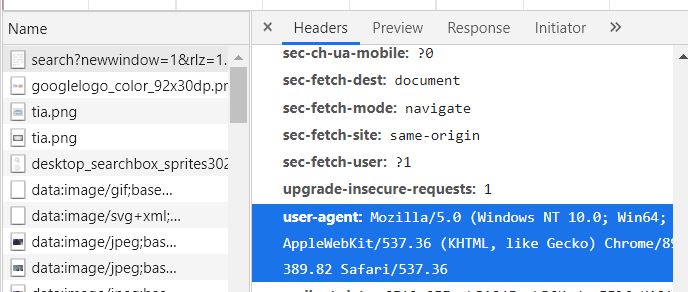 Name
search?newwindow=1&rlz=1.
googlelogo_color_92x30dp.pr
tia.png
tia.png
desktop_searchbox_sprites302
data:image/gif;base...
data:image/svg+xml;...
data:image/jpeg;bas...
data:image/jpeg;bas...
Headers Preview Response Initiator
sec-ch-ua-mobile: ?0
sec-fetch-dest: document
sec-fetch-mode: navigate
sec-fetch-site: same-origin
sec-fetch-user: ?1
upgrade-insecure-requests: 1
user-agent: Mozilla/5.0 (Windows NT 10.0; Win64;
AppleWebKit/537.36 (KHTML, like Gecko) Chrome/89
389.82 Safari/537.36